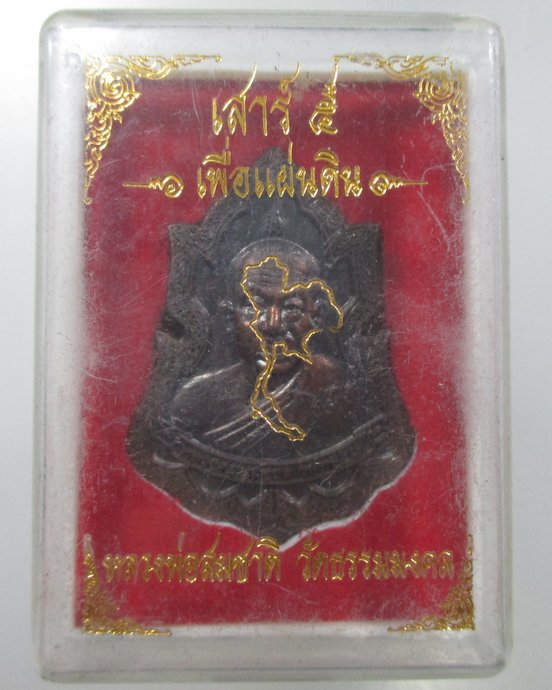 เสาร์ ๕
เพื่อแผ่นดิน
หลวงพ่อสมชาติ วัดธรรมมงคล